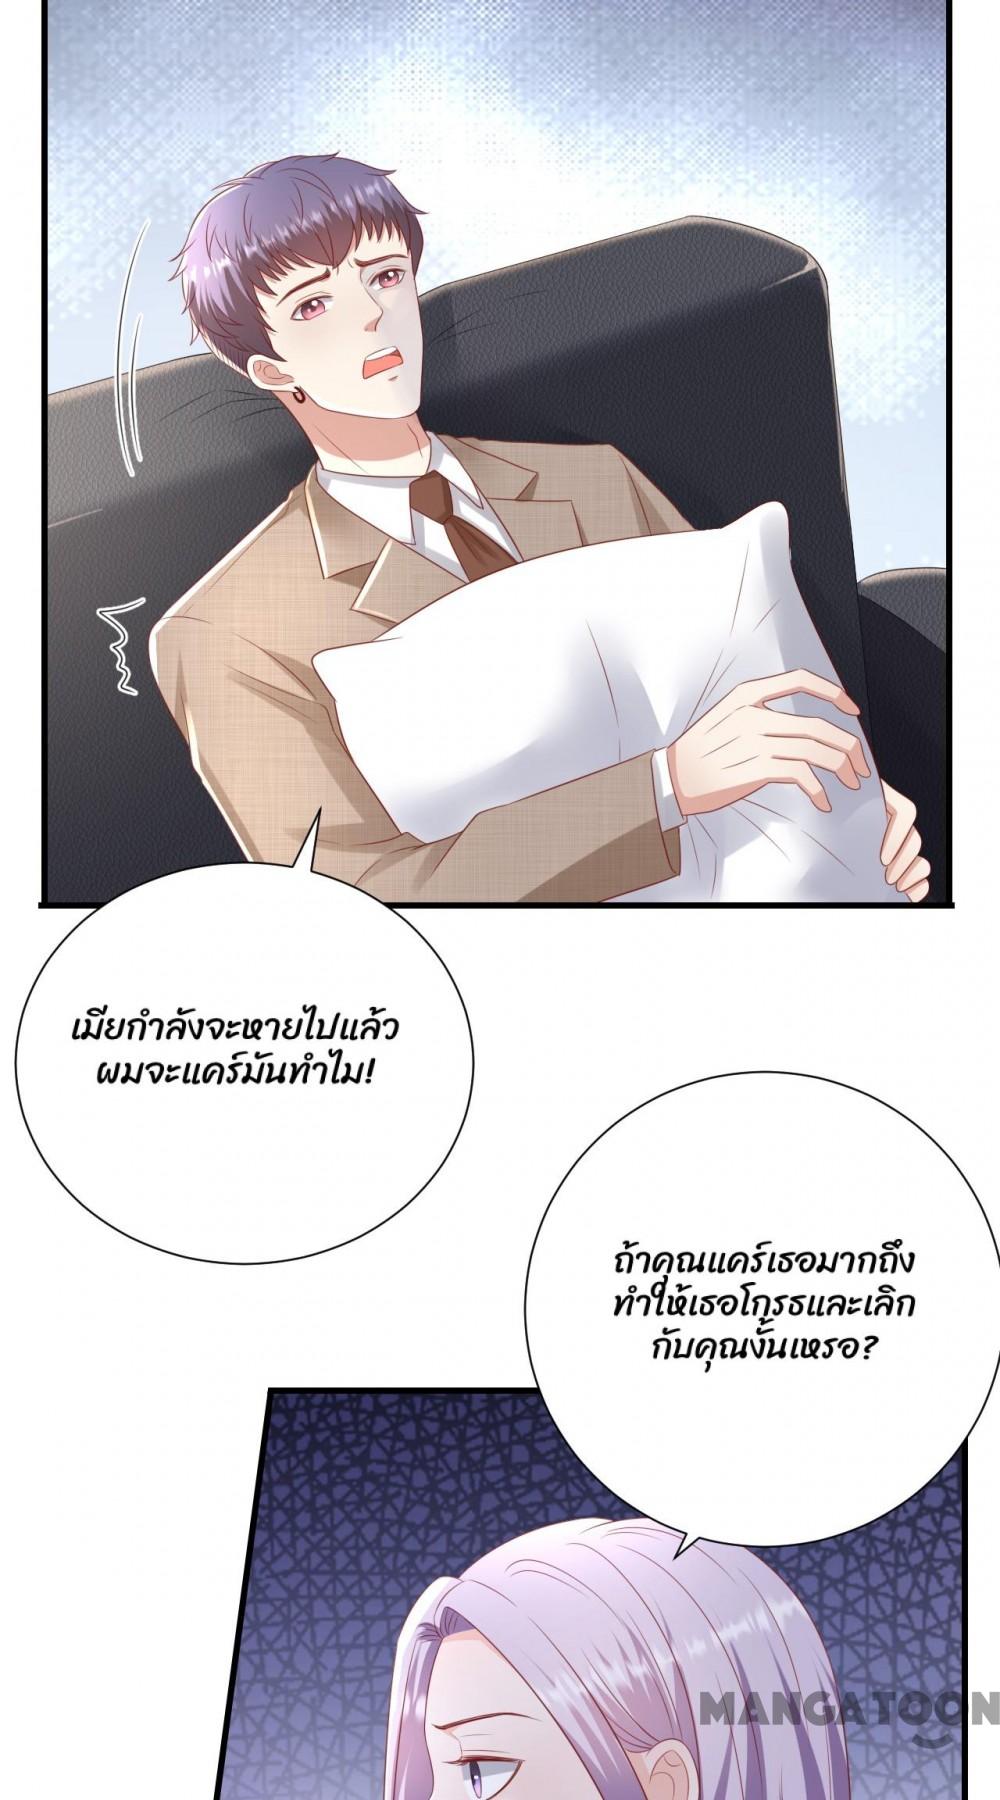 เมียกำลังจะหายไปแล้ว
ผมจะแคร์มันทำไม!
ถ้าคุณแคร์เธอมากถึง
ทำให้เธอโกรธและเลิก
กับคุณงั้นเหรอ?
MANGATOON